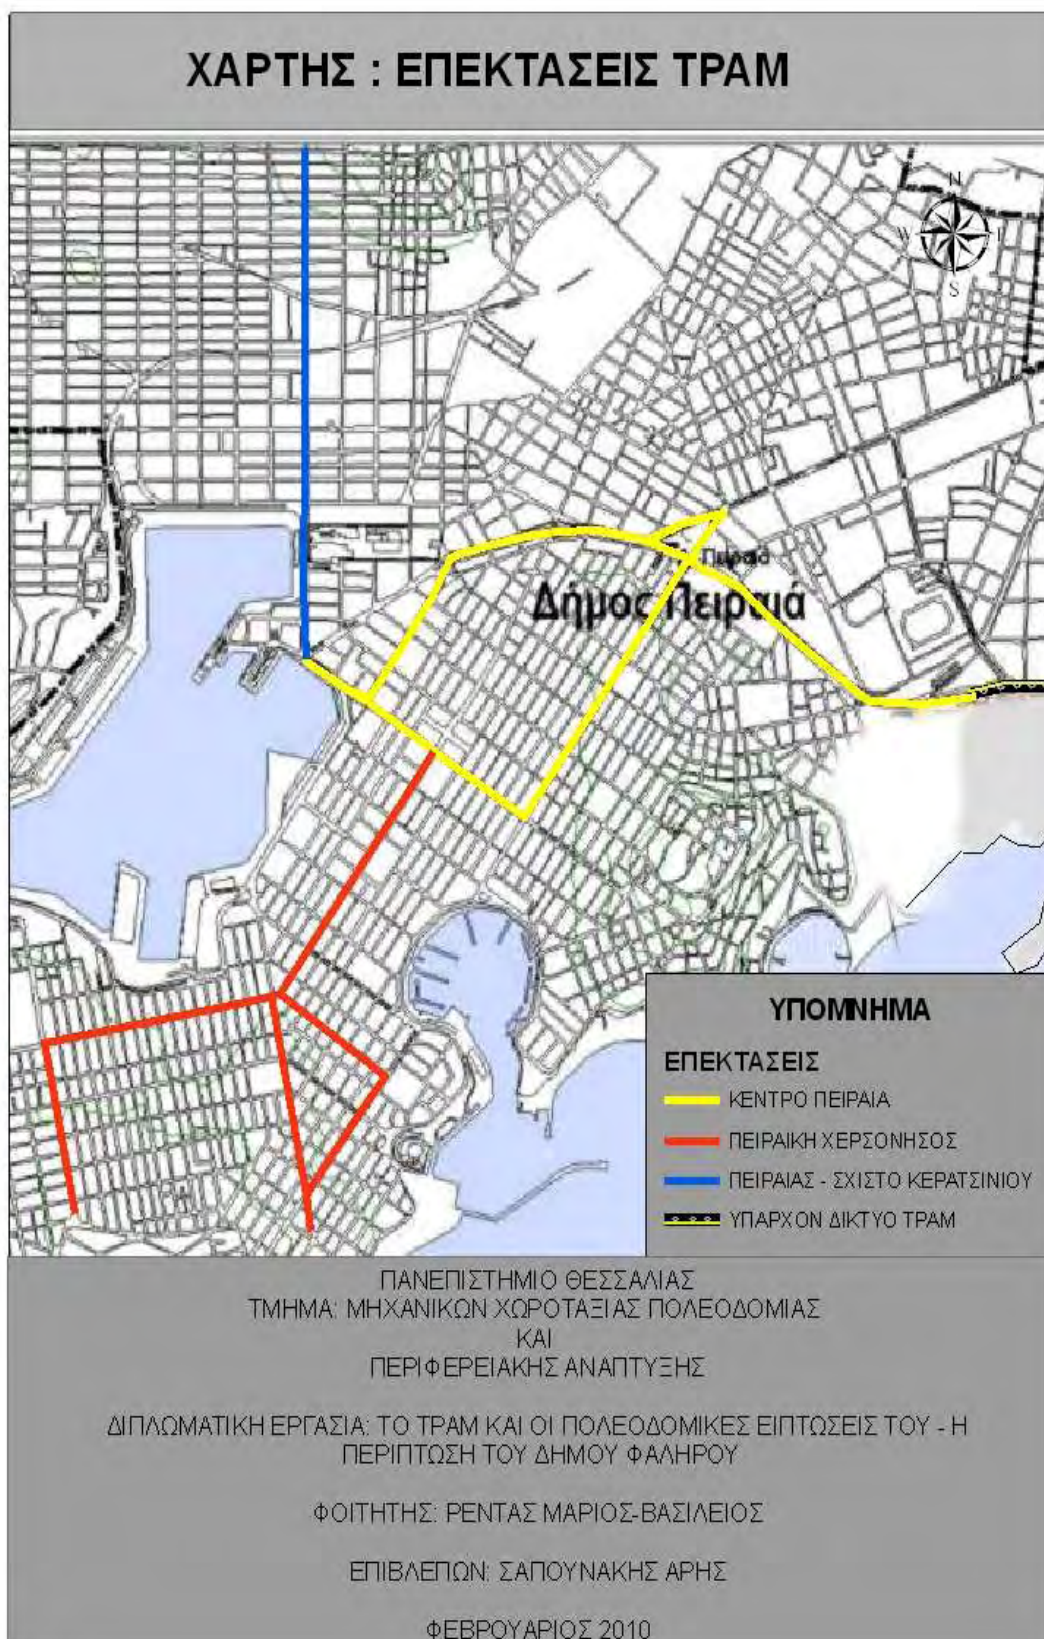 ΧΑΡΤΗΣ : ΕΠΕΚΤΑΣΕΙΣ ΤΡΑΜ
N
W
S
Δήμος Πειραιά
ΥΠΟΜΝΗΜΑ
ΕΠΕΚΤΑΣΕΙΣ
ΚΕΝΤΡΟ ΠΕΙΡΑΙΑ
ΠΕΙΡΑΙΚΗ ΧΕΡΣΟΝΗΣΟΣ
ΠΕΙΡΑΙΑΣ - ΣΧΙΣΤΟ ΚΕΡΑΤΣΙΝΙΟΥ
ΥΠΑΡΧΟΝ ΔΙΚΤΥΟ ΤΡΑΜ
ΠΑΝΕΠΙΣΤΗΜΙΟ ΘΕΣΣΑΛΙΑΣ
ΤΜΗΜΑ: ΜΗΧΑΝΙΚΩΝ ΧΩΡΟΤΑΞΙΑΣ ΠΟΛΕΟΔΟΜΙΑΣ
ΚΑΙ
ΠΕΡΙΦΕΡΕΙΑΚΗΣ ΑΝΑΠΤΥΞΗΣ
ΔΙΠΛΩΜΑΤΙΚΗ ΕΡΓΑΣΙΑ: ΤΟ ΤΡΑΜ ΚΑΙ ΟΙ ΠΟΛΕΟΔΟΜΙΚΕΣ ΕΙΠΤΩΣΕΙΣ ΤΟΥ - Η
ΠΕΡΙΠΤΩΣΗ ΤΟΥ ΔΗΜΟΥ ΦΑΛΗΡΟΥ
ΦΟΙΤΗΤΗΣ: ΡΕΝΤΑΣ ΜΑΡΙΟΣ-ΒΑΣΙΛΕΙΟΣ
ΕΠΙΒΛΕΠΩΝ: ΣΑΠΟΥΝΑΚΗΣ ΑΡΗΣ
ΦΕΒΡΟΥΑΡΙΟΣ 2010